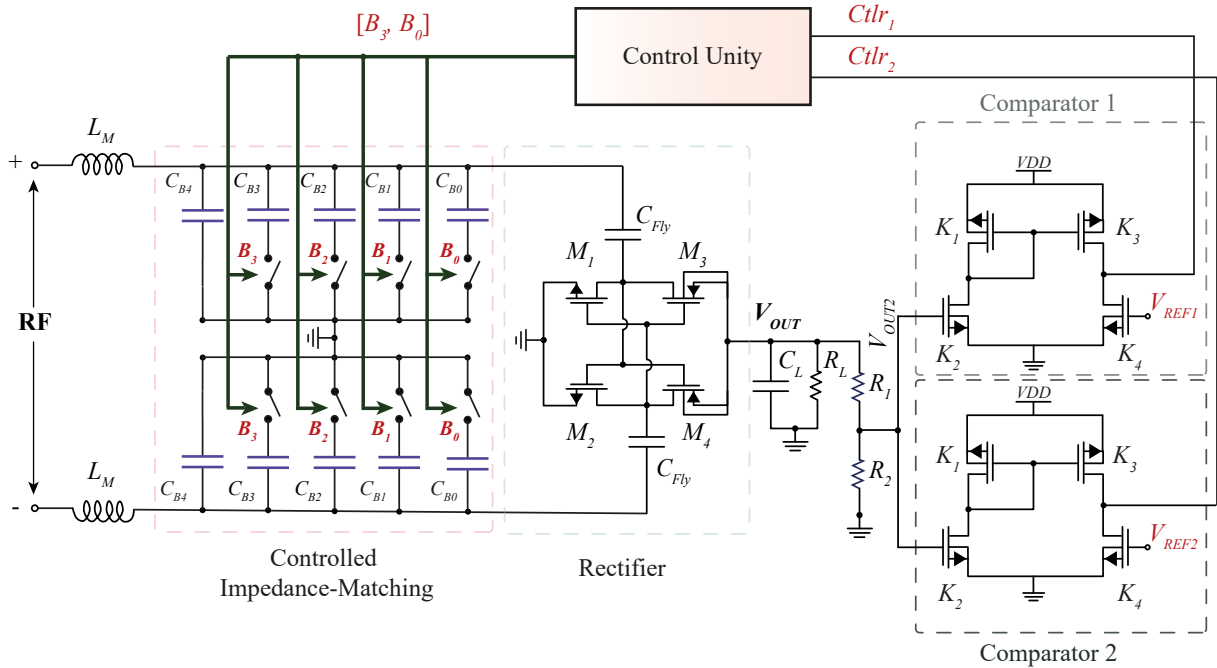 [B3, B0]
Control Unity
Ctlr1
Ctlr2
Comparator 1
LM
+
CB4
CB3
CB2
CB1
CB0
B3
B2
B1
B0
CFly
M1
M3
VDD
K1
K3
VREF1
K2
K4
RF
VOUT
VOUT2
CL
RL
R1
R2
B3
B2
B1
B0
M2
M4
CFly
VDD
K1
K3
VREF2
K2
K4
LM
-
CB4
CB3
CB2
CB1
CB0
Controlled
Impedance-Matching
Rectifier
Comparator 2